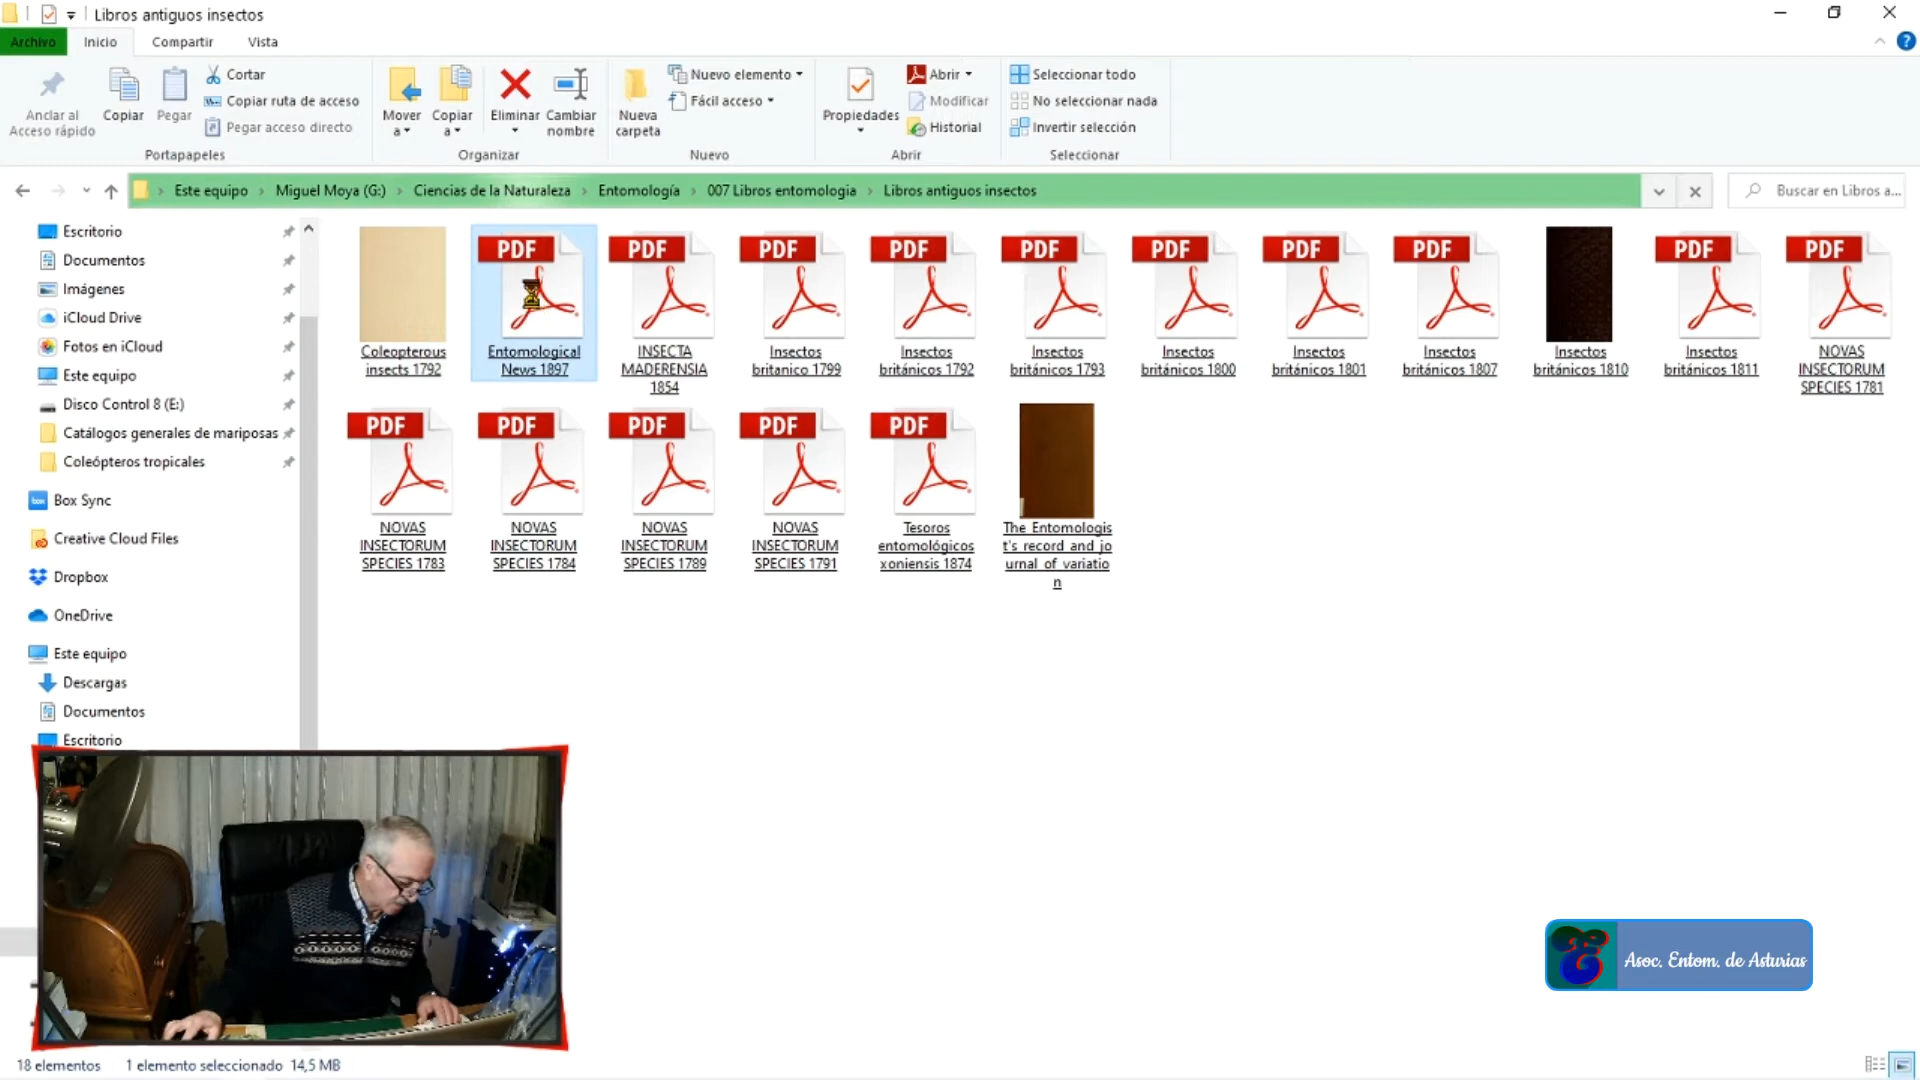 Libros antiguos insectos
Archivo
Inicio
Compartir
Vista
Anclar al
Acceso rápido
Copiar
Pegar
Cortar
Copiar ruta de acceso
Pegar acceso directo
Portapapeles
Mover
a
Copiar
a
Eliminar
Cambiar
nombre
Organizar
Nueva
carpeta
Nuevo elemento
Fácil acceso
Nuevo
Propiedades
Abrir
Modificar
Historial
Abrir
Seleccionar todo
No seleccionar nada
Invertir selección
Seleccionar
Este equipo > Miguel Moya (G:) > Ciencias de la Naturaleza > Entomología > 007 Libros entomologia > Libros antiguos insectos
Buscar en Libros a...
Escritorio
Documentos
Imágenes
iCloud Drive
Fotos en iCloud
Este equipo
Disco Control 8 (E:)
Catálogos generales de mariposas
Coleópteros tropicales
box Box Sync
Creative Cloud Files
Dropbox
OneDrive
Este equipo
Descargas
Documentos
Escritorio
Coleopterous
insects 1792
PDF
Entomological
News 1897
PDF
INSECTA
MADERENSIA
1854
PDF
Insectos
britanico 1799
PDF
Insectos
británicos 1792
PDF
Insectos
británicos 1793
PDF
Insectos
británicos 1800
PDF
Insectos
británicos 1801
PDF
Insectos
británicos 1807
Insectos
británicos 1810
PDF
Insectos
británicos 1811
PDF
NOVAS
INSECTORUM
SPECIES 1781
PDF
NOVAS
INSECTORUM
SPECIES 1783
PDF
NOVAS
INSECTORUM
SPECIES 1784
PDF
NOVAS
INSECTORUM
SPECIES 1789
PDF
NOVAS
INSECTORUM
SPECIES 1791
PDF
Tesoros
entomológicos
xoniensis 1874
The Entomologis
t's record and jo
urnal of variatio
n
Asoc. Entom. de Asturias
18 elementos
1 elemento seleccionado 14,5 MB